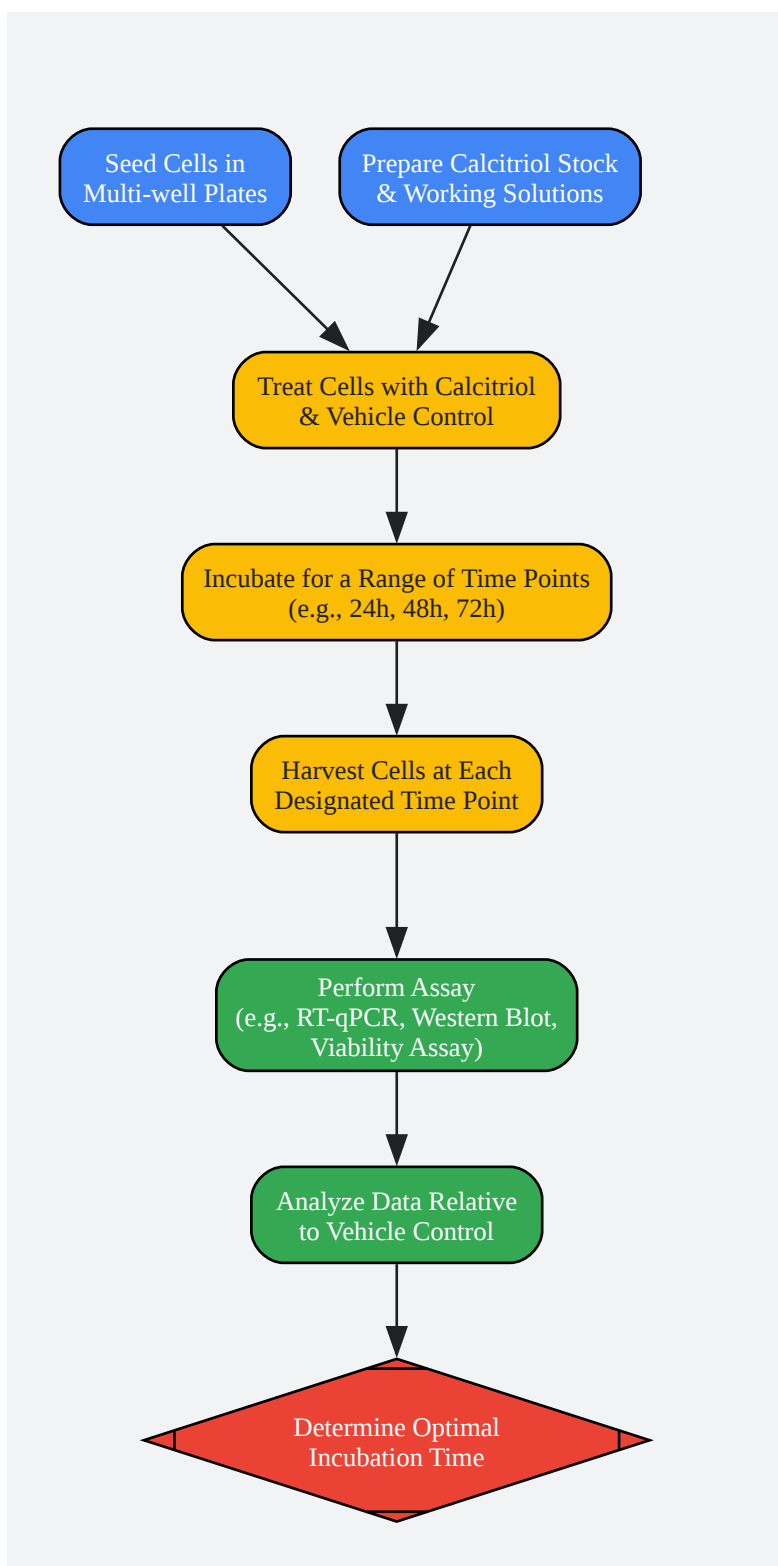 Seed Cells in
Multi-well Plates
Prepare Calcitriol Stock
& Working Solutions
Treat Cells with Calcitriol
& Vehicle Control
Incubate for a Range of Time Points
(e.g., 24h, 48h, 72h)
Harvest Cells at Each
Designated Time Point
Perform Assay
(e.g., RT-qPCR, Western Blot,
Viability Assay)
Analyze Data Relative
to Vehicle Control
Determine Optimal
Incubation Time